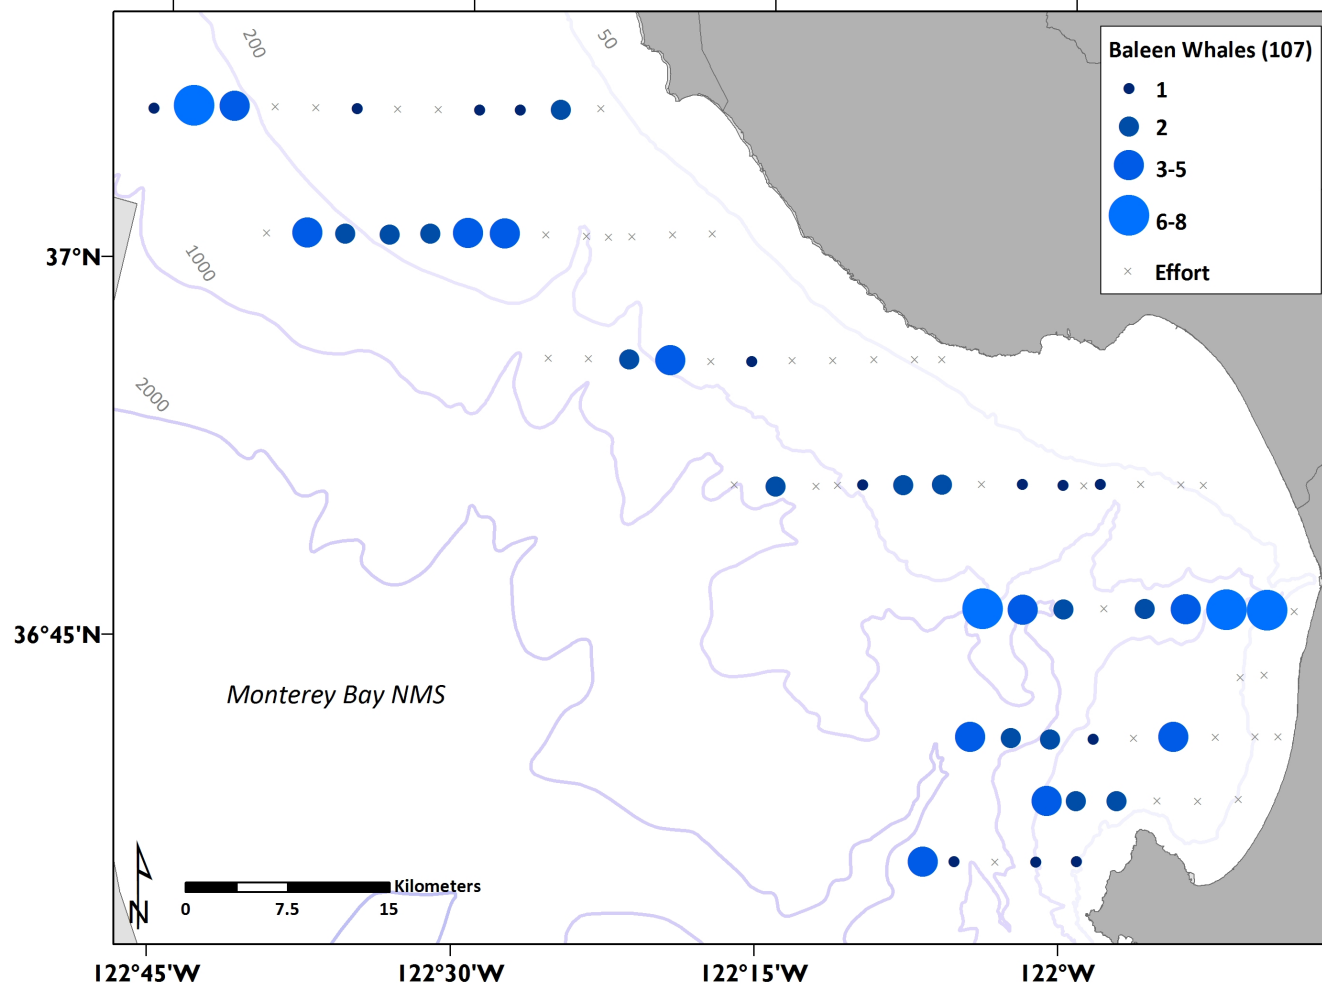 200
50
Baleen Whales (107)
1
2
3-5
6-8
Effort
37°N
1000
2000
36°45'N
Monterey Bay NMS
N
Kilometers
0 7.5 15
122°45'W 122°30'W 122°15'W 122°W